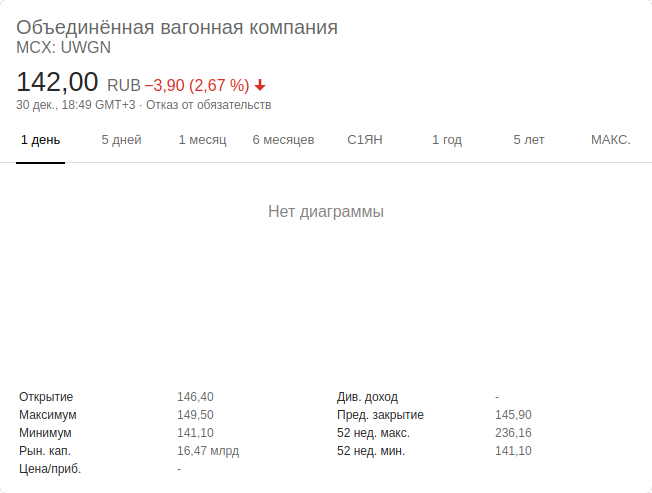 Объединённая вагонная компания
MCX: UWGN
142,00 RUB −3,90 (2,67 %)
30 дек., 18:49 GMT+3 · Отказ от обязательств
1 день 5 дней 1 месяц 6 месяцев С1ЯН 1 год 5 лет МАКС.
Нет диаграммы
Открытие 146,40 Див. доход -
Максимум 149,50 Пред. закрытие 145,90
Минимум 141,10 52 нед. макс. 236,16
Рын. кап. 16,47 млрд 52 нед. мин. 141,10
Цена/приб. -